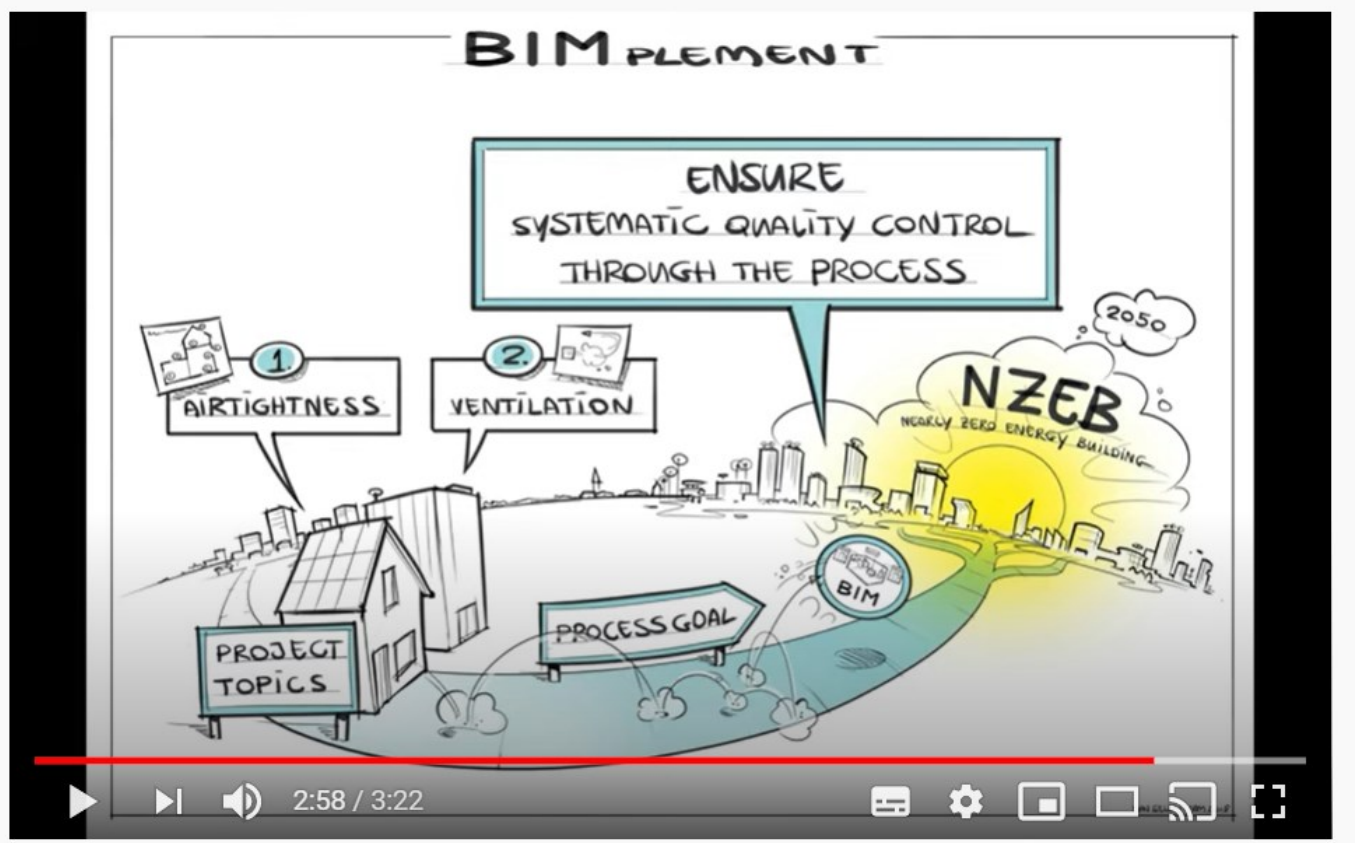 BIMPLEMENT
ENSURE
SYSTEMATIC QUALITY CONTROL
THROUGH THE PROCESS
2050
NZEB
NEARLY ZERO ENERGY BUILDING
1.
AIRTIGHTNESS
2.
VENTILATION
BIM
PROCESS GOAL
PROJECT
TOPICS
2:58 / 3:22